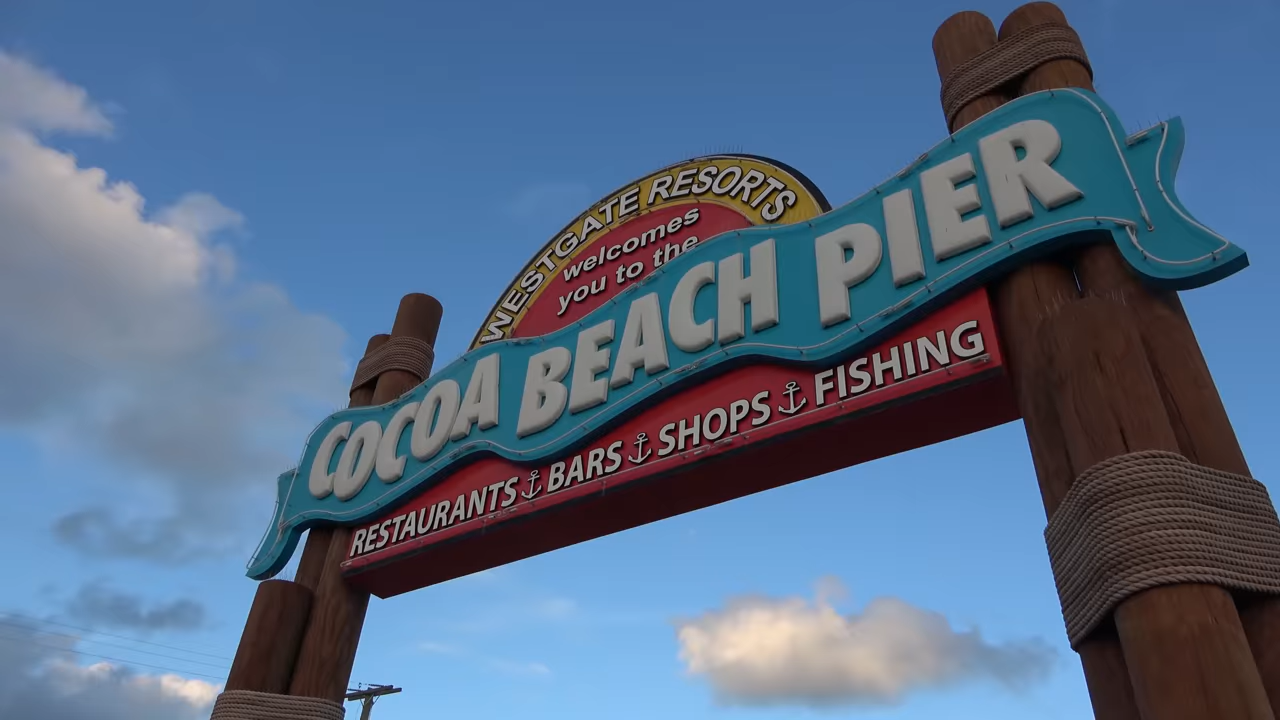 WESTGATE RESORTS
welcomes
you to the
COCOA BEACH PIER
RESTAURANTS BARS SHOPS FISHING